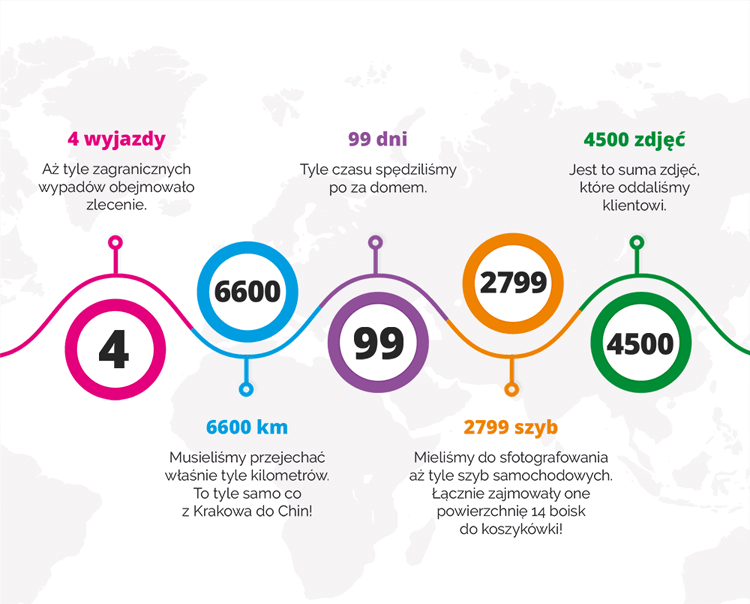 4 wyjazdy
Aż tyle zagranicznych
wypadów obejmowało
zlecenie.
4
6600
6600 km
Musieliśmy przejechać
właśnie tyle kilometrów.
To tyle samo co
z Krakowa do Chin!
99 dni
Tyle czasu spędziliśmy
po za domem.
99
2799
2799 szyb
Mieliśmy do sfotografowania
aż tyle szyb samochodowych.
Łącznie zajmowały one
powierzchnię 14 boisk
do koszykówki!
4500 zdjęć
Jest to suma zdjęć,
które oddaliśmy
klientowi.
4500